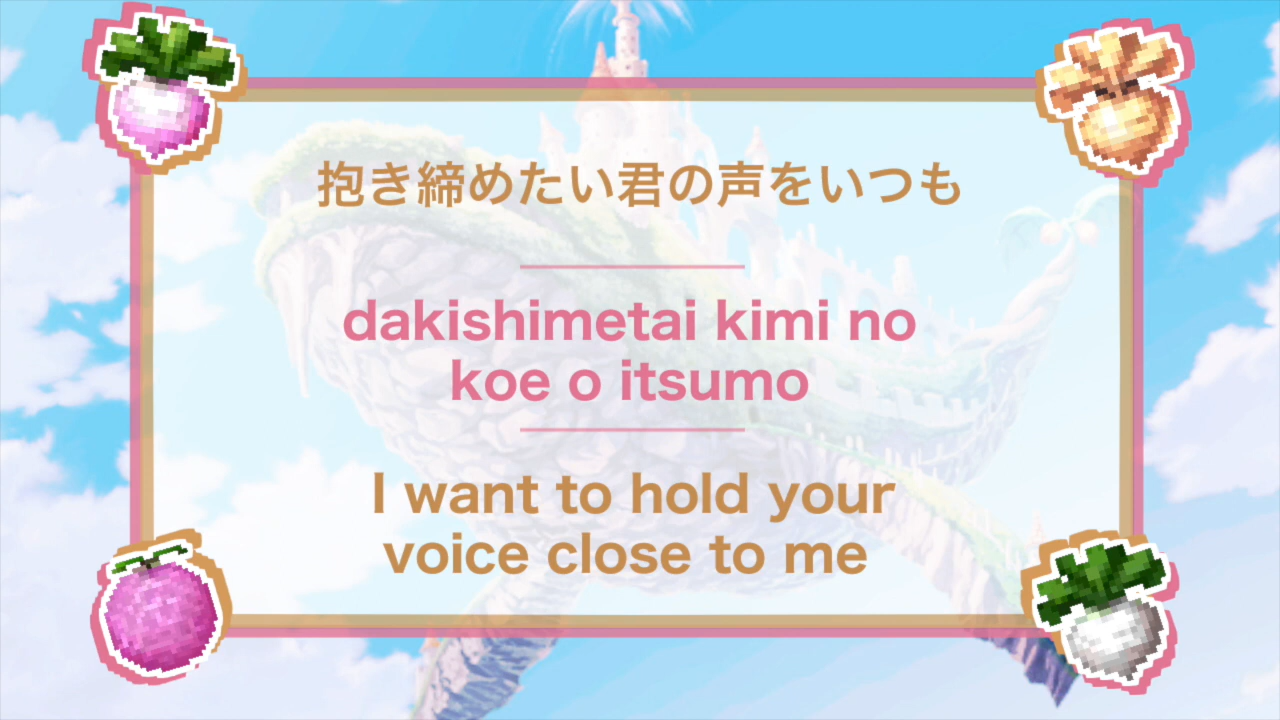 抱き締めたい君の声をいつも
dakishimetai kimi no
koe o itsumo
I want to hold your
voice close to me